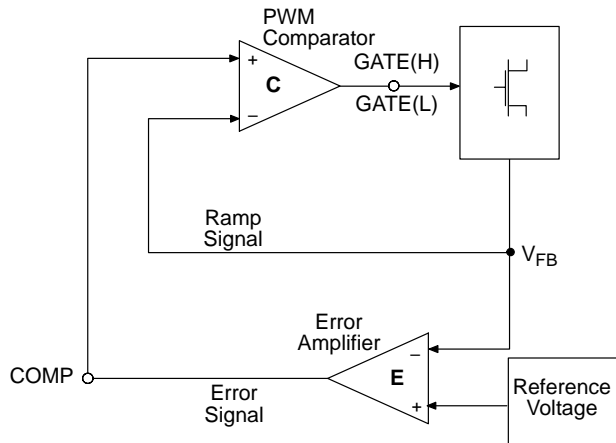 PWM
Comparator
+
C
–
GATE(H)
GATE(L)
Ramp
Signal
VFB
Error
Amplifier
–
E
+
COMP
Error
Signal
Reference
Voltage